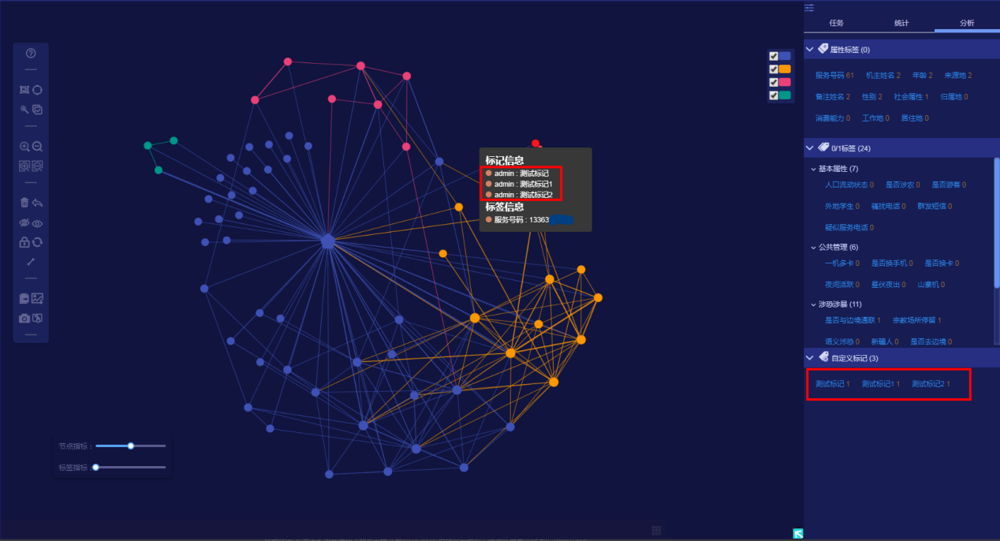 任务 统计 分析
属性标签 (0)
服务号码 61 机主姓名 2 年龄 2 来源地 2
备注姓名 2 性别 2 社会属性 1 归属地 0
消费能力 0 工作地 0 居住地 0
0/1标签 (24)
基本属性 (7)
人口流动状态 0 是否涉农 0 是否游客 0
外地学生 0 骚扰电话 0 群发短信 0
疑似服务电话 0
公共管理 (6)
一机多卡 0 是否换手机 0 是否换卡 0
夜间活跃 0 昼伏夜出 0 山寨机 0
涉恐涉暴 (11)
是否与边境通联 1 宗教场所停留 1
语义涉恐 0 新疆人 0 是否去边境 0
自定义标记 (3)
测试标记 1 测试标记1 1 测试标记2 1
标记信息
admin : 测试标记
admin : 测试标记1
admin : 测试标记2
标签信息
服务号码 : 13363
节点指标 :
标签指标 :